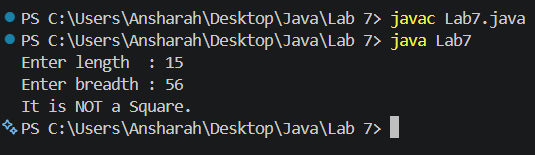 PS C:\Users\Ansharah\Desktop\Java\Lab 7> javac Lab7.java
PS C:\Users\Ansharah\Desktop\Java\Lab 7> java Lab7
Enter length  : 15
Enter breadth : 56
It is NOT a Square.
PS C:\Users\Ansharah\Desktop\Java\Lab 7>